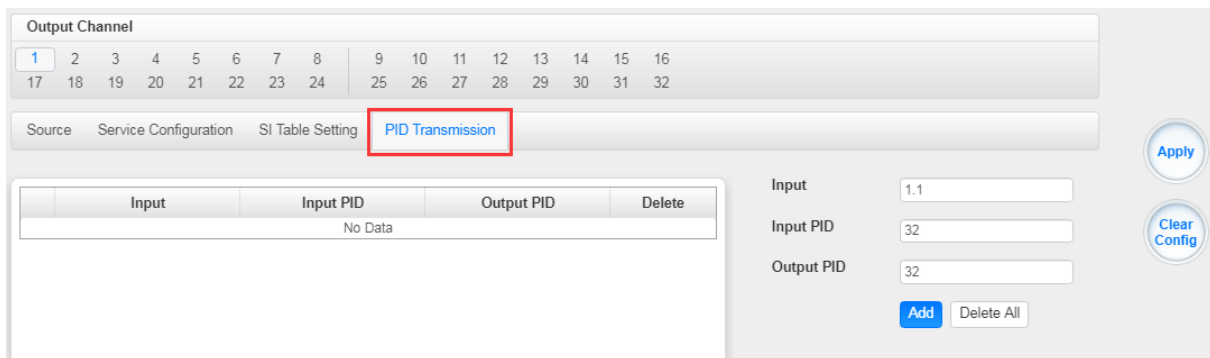 Output Channel
1 2 3 4 5 6 7 8 9 10 11 12 13 14 15 16
17 18 19 20 21 22 23 24 25 26 27 28 29 30 31 32
Source Service Configuration SI Table Setting PID Transmission
Apply
Input Input PID Output PID Delete
No Data
Input 1.1
Input PID 32
Output PID 32
Add Delete All
Clear
Config